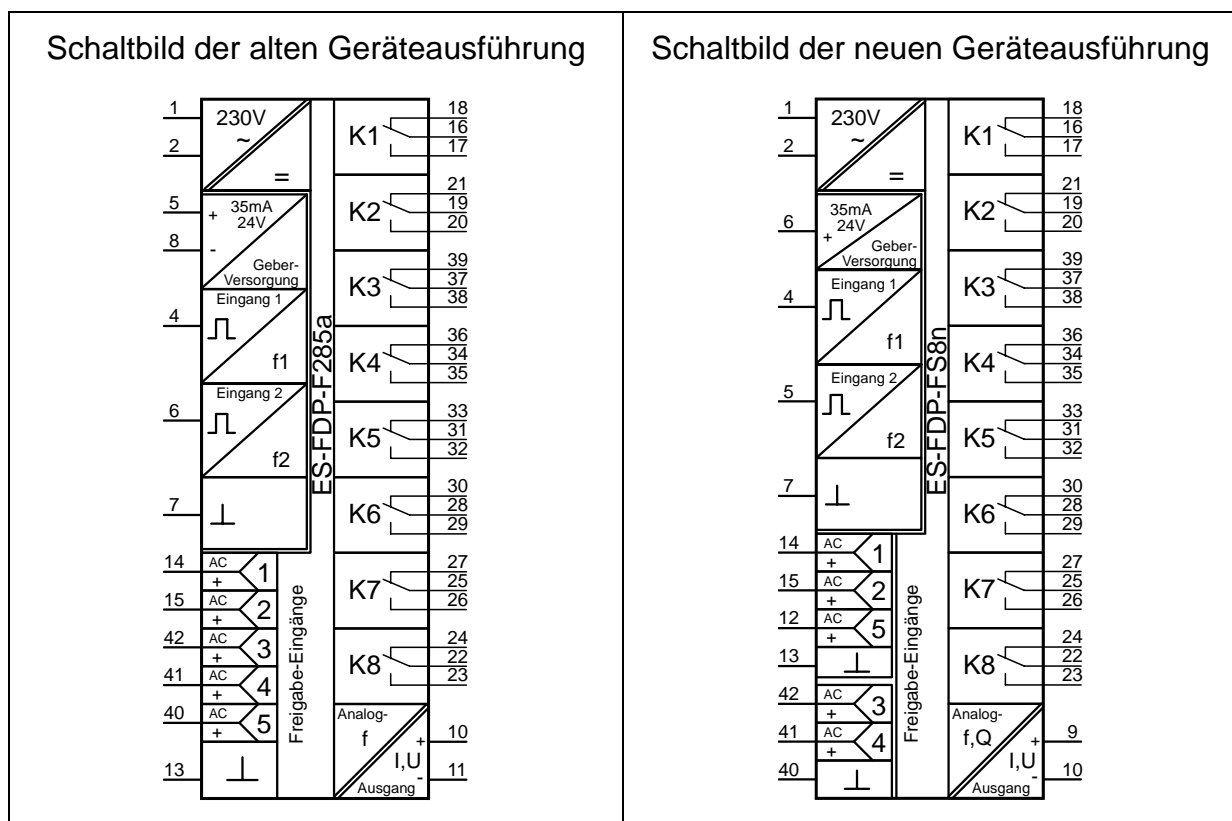 Schaltbild der alten Geräteausführung
1
2
5
8
4
6
7
14
15
42
41
40
13
230V
~
=
+
-
35mA
24V
Geber-
Versorgung
Eingang 1
f1
Eingang 2
f2
AC
+
1
AC
+
2
AC
+
3
AC
+
4
AC
+
5
ES-FDP-F285a
Freigabe-Eingänge
K1
18
16
17
K2
21
19
20
K3
39
37
38
K4
36
34
35
K5
33
31
32
K6
30
28
29
K7
27
25
26
K8
24
22
23
Analog-
f
I,U
+
-
Ausgang
10
11
Schaltbild der neuen Geräteausführung
1
2
6
4
5
7
14
15
12
13
42
41
40
230V
~
=
35mA
24V
+
Geber-
Versorgung
Eingang 1
f1
Eingang 2
f2
AC
+
1
AC
+
2
AC
+
5
AC
+
3
AC
+
4
ES-FDP-FS8n
Freigabe-Eingänge
K1
18
16
17
K2
21
19
20
K3
39
37
38
K4
36
34
35
K5
33
31
32
K6
30
28
29
K7
27
25
26
K8
24
22
23
Analog-
f,Q
I,U
+
-
Ausgang
9
10